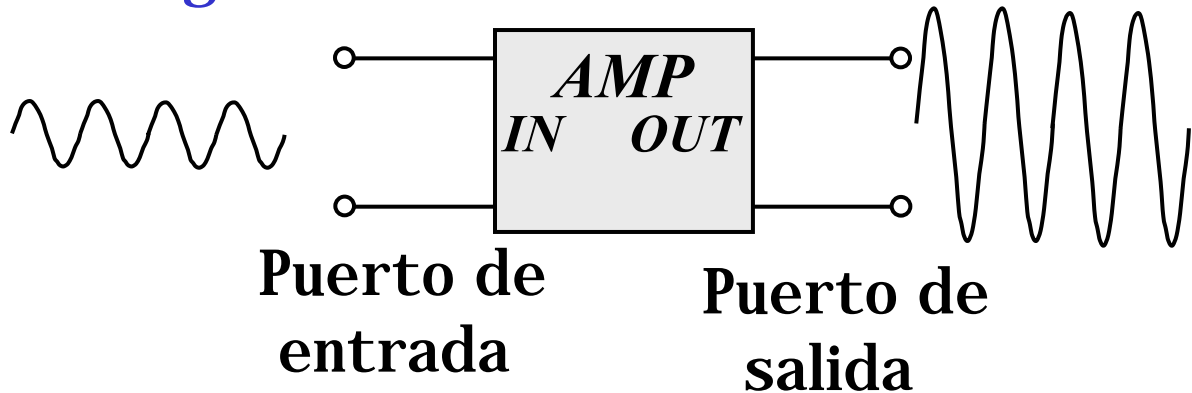 AMP
IN OUT
Puerto de
entrada
Puerto de
salida